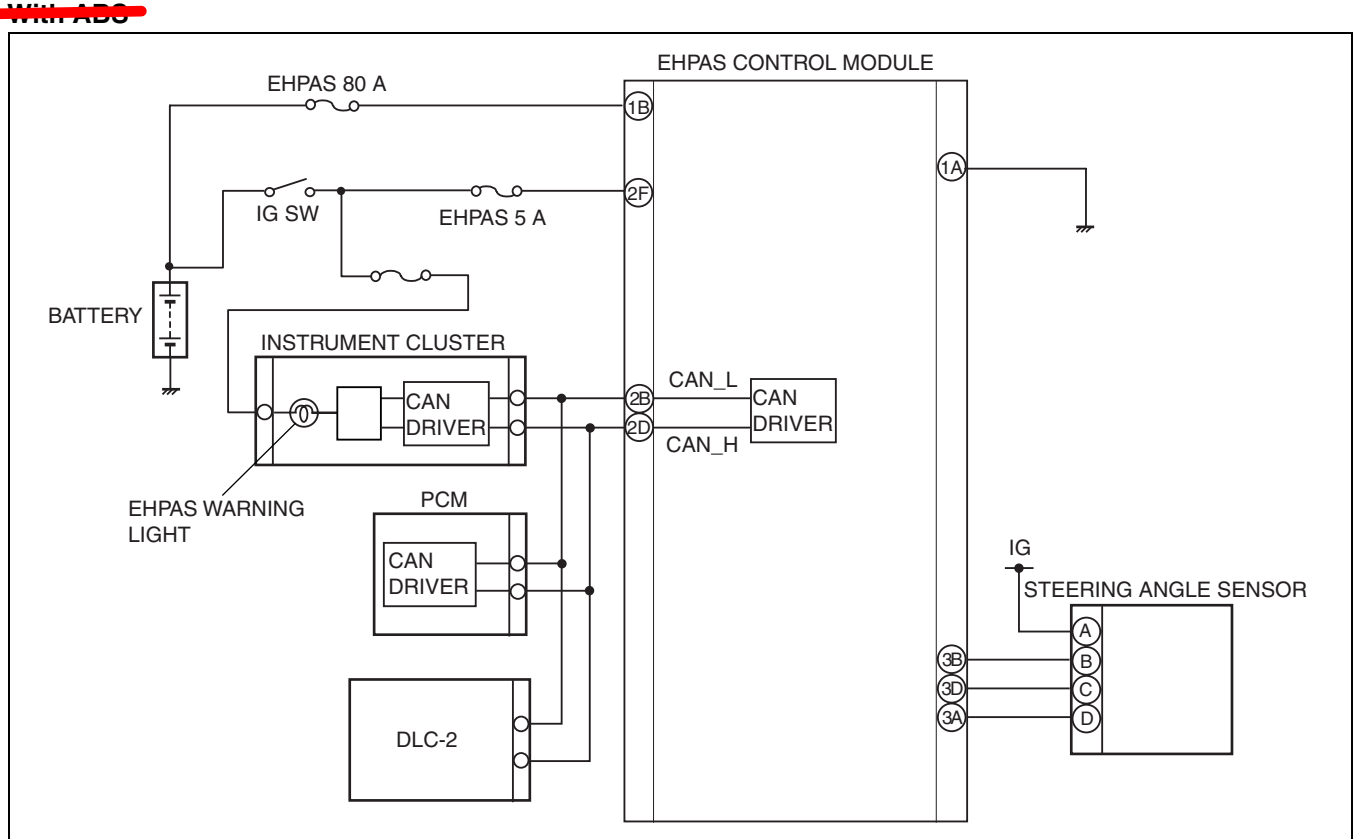 With ABS
EHPAS CONTROL MODULE
EHPAS 80 A
1B
1A
2F
IG SW
EHPAS 5 A
BATTERY
INSTRUMENT CLUSTER
CAN
DRIVER
2B
CAN_L
2D
CAN_H
CAN
DRIVER
EHPAS WARNING
LIGHT
PCM
CAN
DRIVER
IG
STEERING ANGLE SENSOR
A
3B
B
3D
C
3A
D
DLC-2